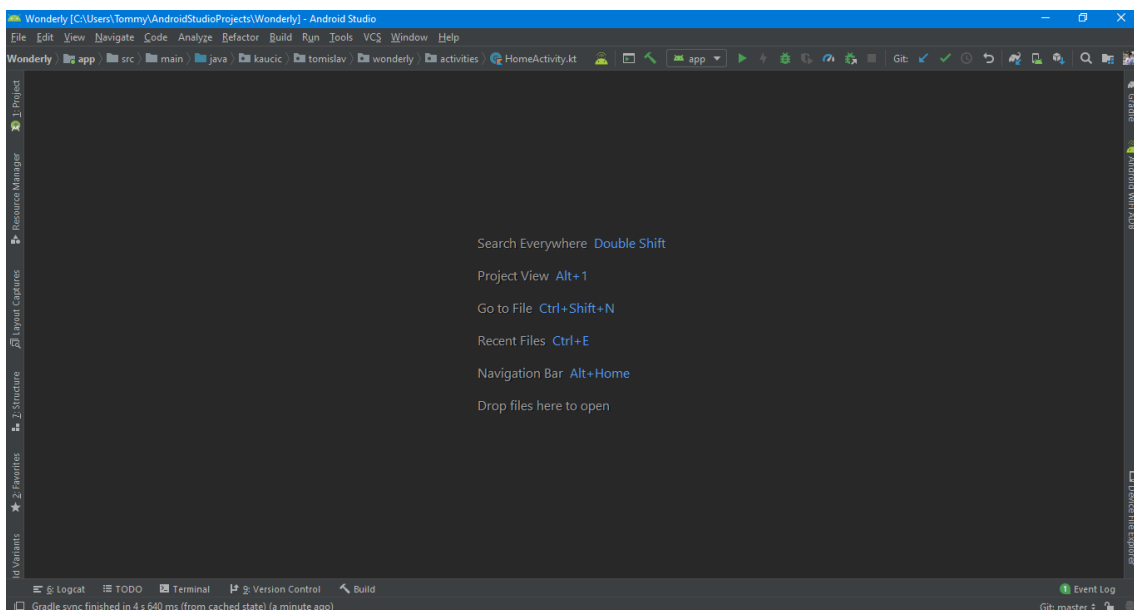 Wonderly [C:\Users\Tommy\AndroidStudioProjects\Wonderly] - Android Studio
File Edit View Navigate Code Analyze Refactor Build Run Tools VCS Window Help
Wonderly app src main java kaucic tomislav wonderly activities HomeActivity.kt app Git:
1: Project
Resource Manager
Layout Captures
7: Structure
2: Favorites
ld Variants
Search Everywhere Double Shift
Project View Alt+1
Go to File Ctrl+Shift+N
Recent Files Ctrl+E
Navigation Bar Alt+Home
Drop files here to open
Gradle
Android WiFi ADB
Device File Explorer
6: Logcat TODO Terminal 9: Version Control Build 1 Event Log
Gradle sync finished in 4 s 640 ms (from cached state) (a minute ago) Git: master